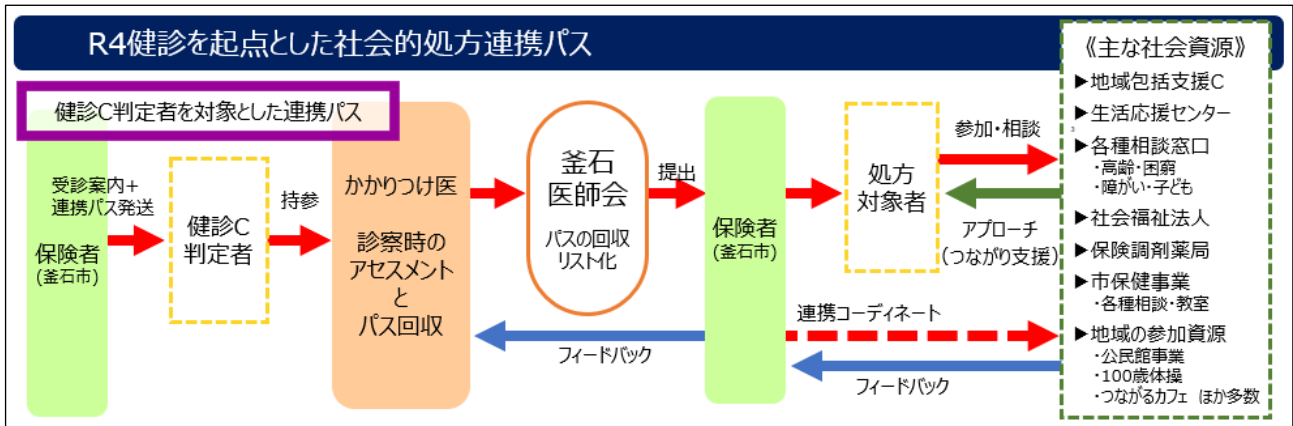 R4健診を起点とした社会的処方連携パス
健診C判定者を対象とした連携パス
受診案内+
連携パス発送
保険者
(釜石市)
健診C
判定者
持参
かかりつけ医
診察時の
アセスメント
と
パス回収
釜石
医師会
パスの回収
リスト化
提出
保険者
(釜石市)
処方
対象者
参加・相談
アプローチ
(つながり支援)
連携コーディネート
フィードバック
フィードバック
《主な社会資源》
▶地域包括支援C
▶生活応援センター
³
▶各種相談窓口
・高齢・困窮
・障がい・子ども
▶社会福祉法人
▶保険調剤薬局
▶市保健事業
・各種相談・教室
▶地域の参加資源
・公民館事業
・100歳体操
・つながるカフェ ほか多数